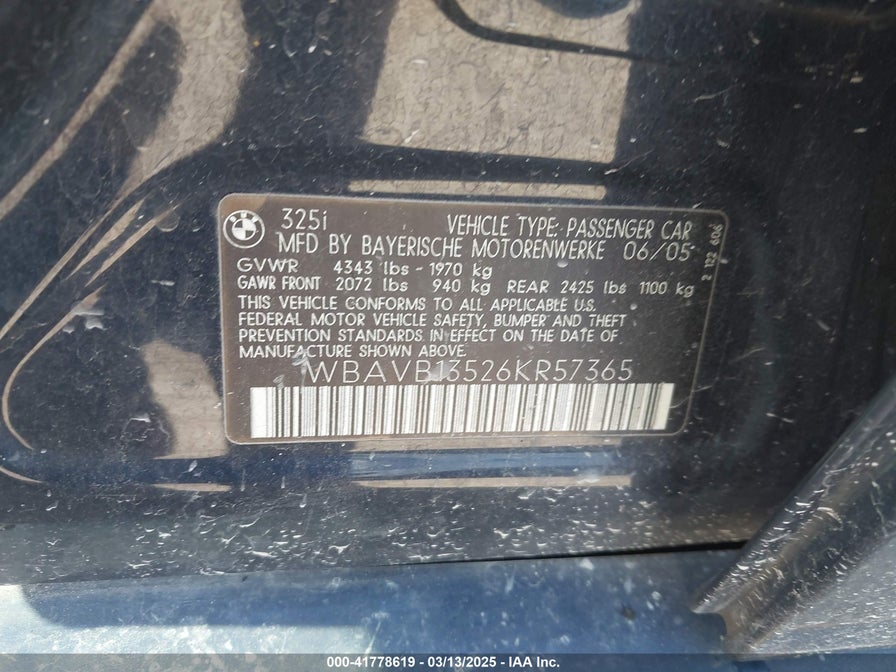 325i VEHICLE TYPE: PASSENGER CAR
MFD BY BAYERISCHE MOTORENWERKE 06/05
GVWR 4343 lbs - 1970 kg
GAWR FRONT 2072 lbs 940 kg REAR 2425 lbs 1100 kg
THIS VEHICLE CONFORMS TO ALL APPLICABLE U.S.
FEDERAL MOTOR VEHICLE SAFETY, BUMPER AND THEFT
PREVENTION STANDARDS IN EFFECT ON THE DATE OF
MANUFACTURE SHOWN ABOVE.
WBAVB13526KR57365
2 122 606
000-41778619 - 03/13/2025 - IAA Inc.